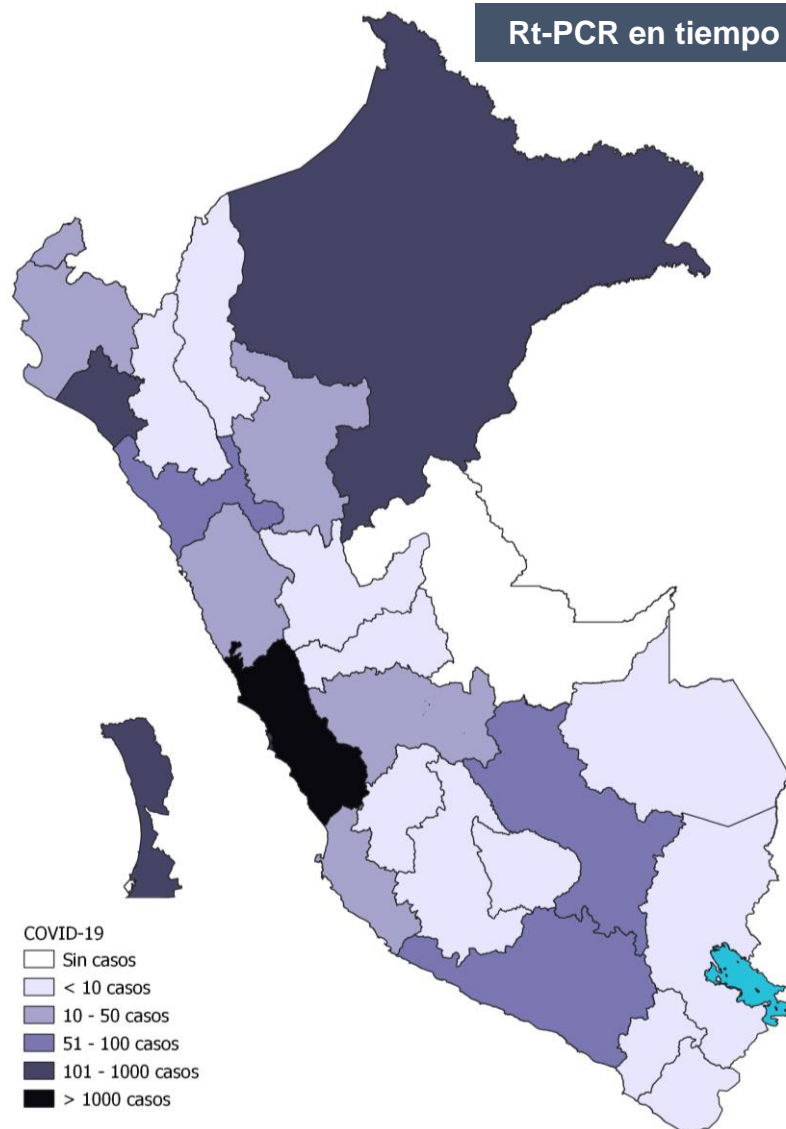 Rt-PCR en tiempo
COVID-19
Sin casos
< 10 casos
10 - 50 casos
51 - 100 casos
101 - 1000 casos
> 1000 casos